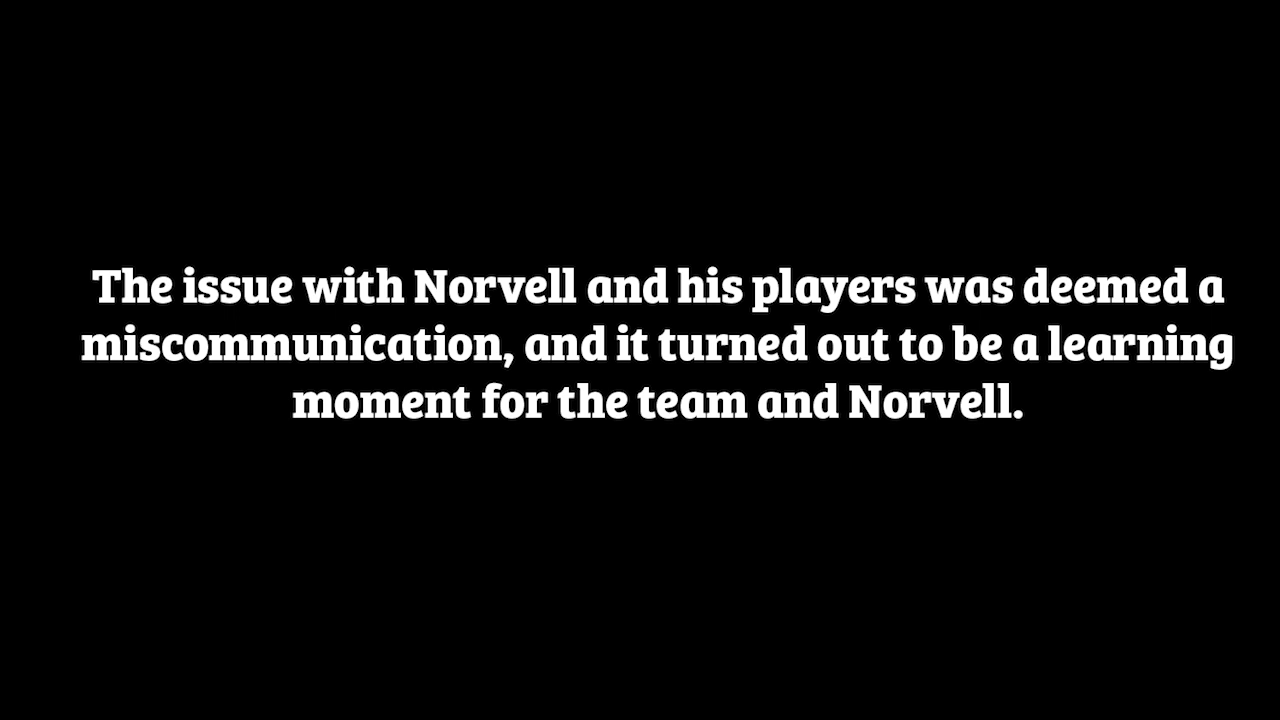 The issue with Norvell and his players was deemed a
miscommunication, and it turned out to be a learning
moment for the team and Norvell.